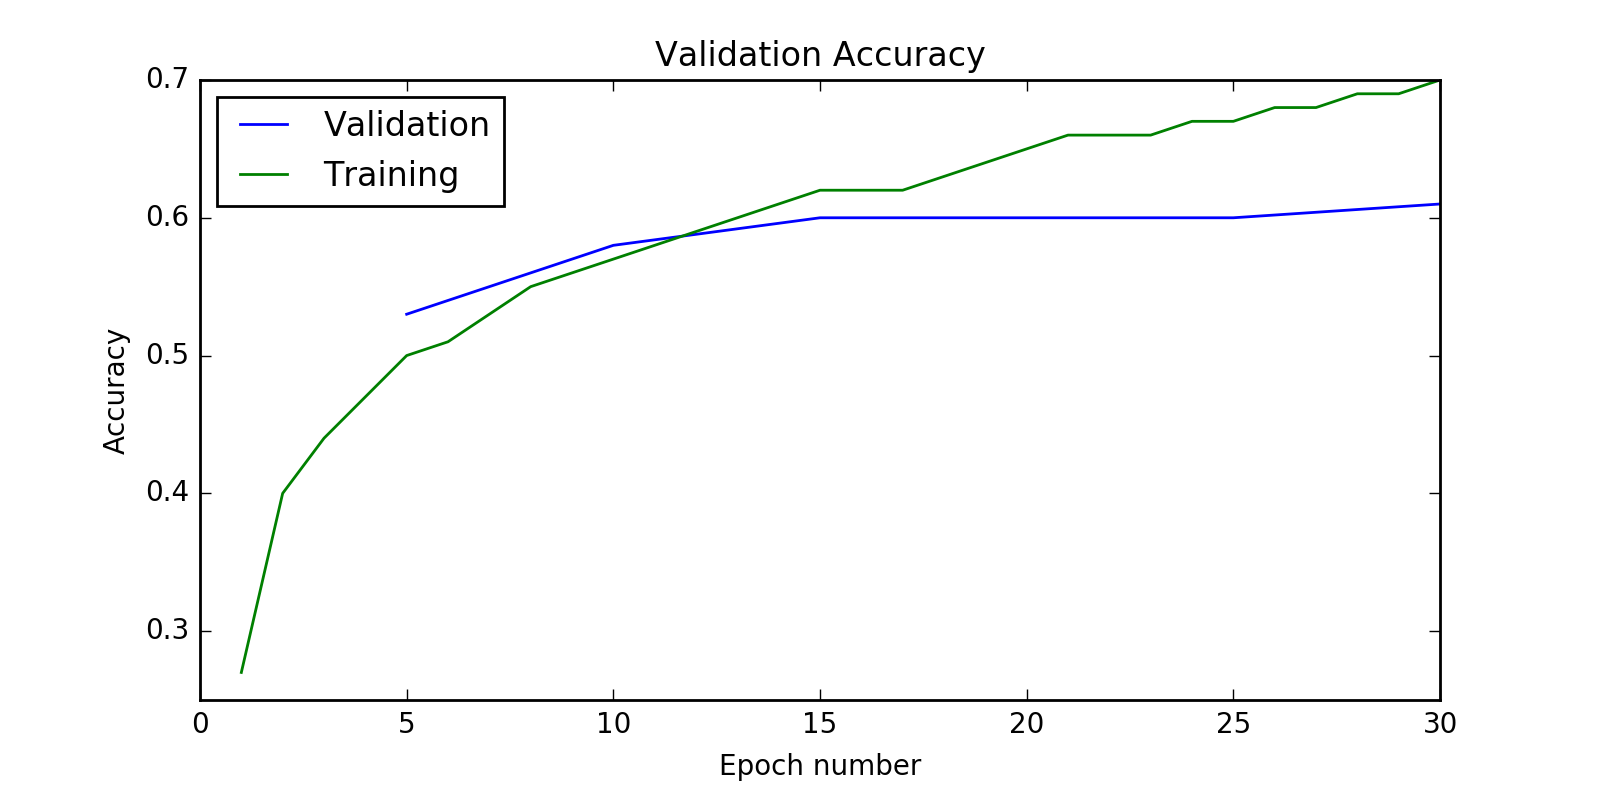 Validation Accuracy
0.7
0.6
0.5
0.4
0.3
Accuracy
Validation
Training
0 5 10 15 20 25 30
Epoch number